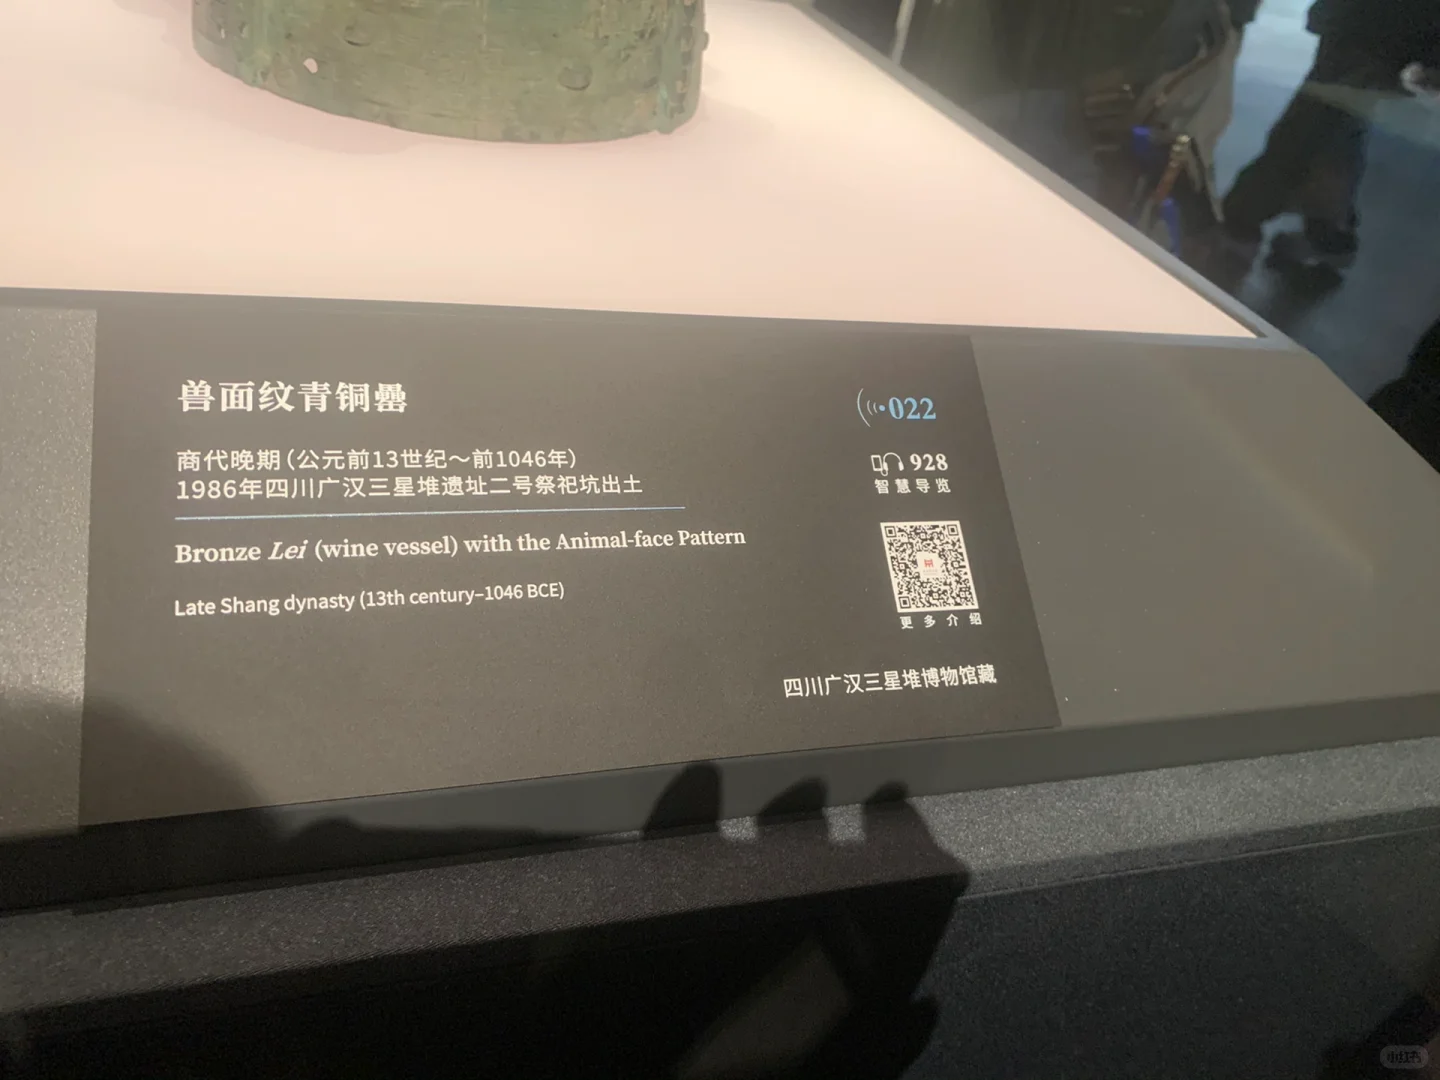 兽面纹青铜罍
商代晚期（公元前13世纪～前1046年）
1986年四川广汉三星堆遗址二号祭祀坑出土
Bronze Lei (wine vessel) with the Animal-face Pattern
Late Shang dynasty (13th century–1046 BCE)
022
928
智慧导览
更多介绍
四川广汉三星堆博物馆藏
小红书